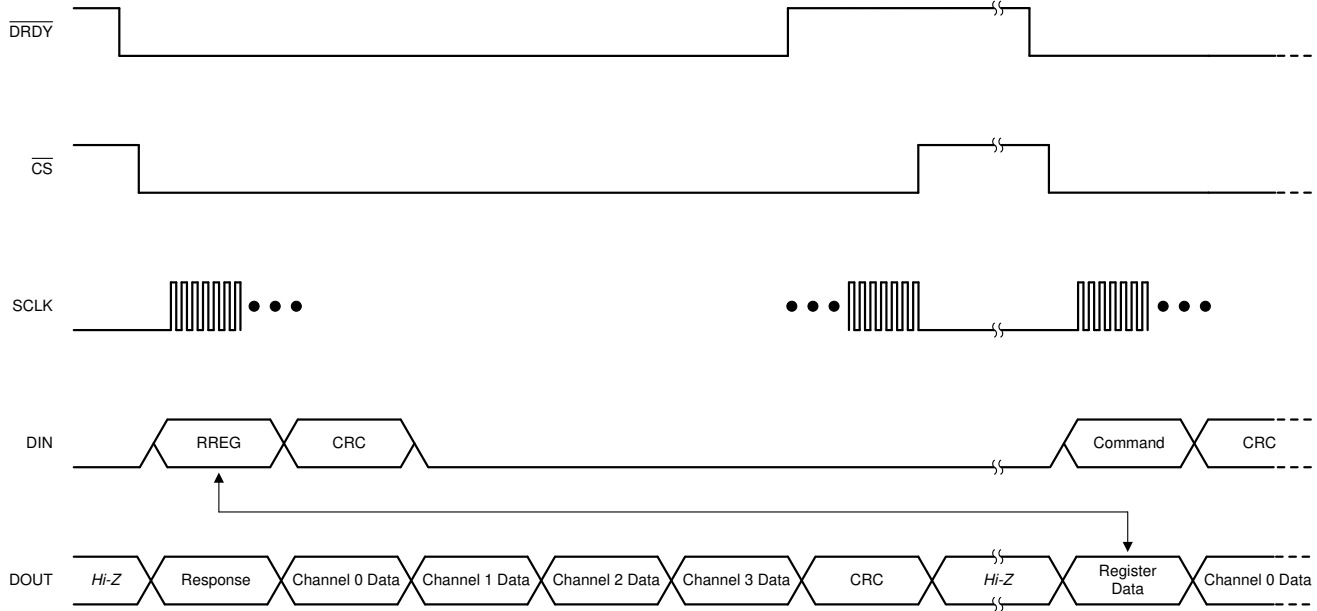 DRDY
CS
SCLK
DIN
RREG
CRC
Command
CRC
DOUT
Hi-Z
Response
Channel 0 Data
Channel 1 Data
Channel 2 Data
Channel 3 Data
CRC
Hi-Z
Register
Data
Channel 0 Data